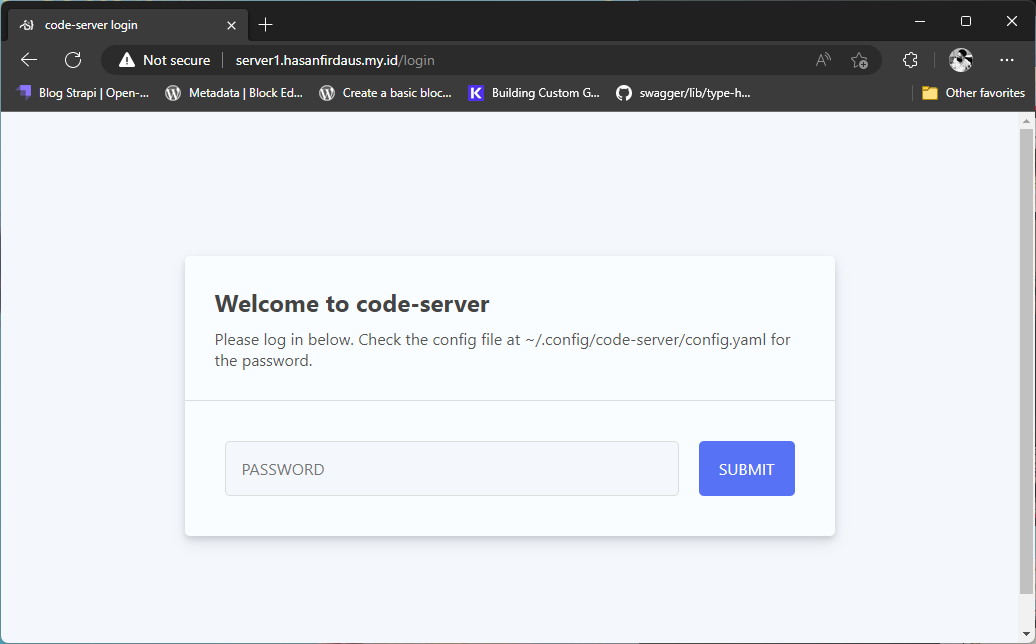 code-server login
Not secure server1.hasanfirdaus.my.id/login
Blog Strapi | Open-... Metadata | Block Ed... Create a basic bloc... Building Custom G... swagger/lib/type-h... Other favorites
Welcome to code-server
Please log in below. Check the config file at ~/.config/code-server/config.yaml for
the password.
PASSWORD SUBMIT